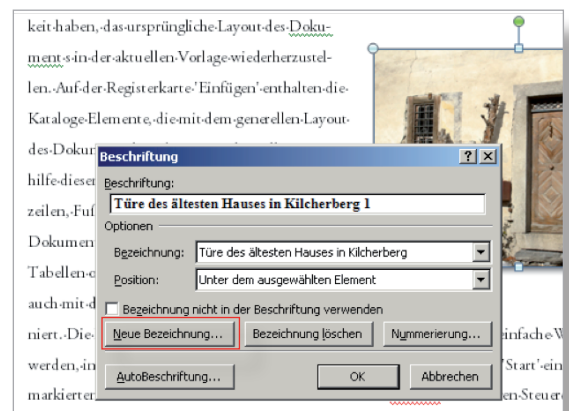 keit·haben,·das·ursprüngliche·Layout·des·Doku-
ment·s·in·der·aktuellen·Vorlage·wiederherzustel-
len.·Auf·der·Registerkarte·'Einfügen'·enthalten·die·
Kataloge·Elemente,·die·mit·dem·generellen·Layout·
des·Dokum
hilfe·dieser
zeilen,·Fuß
Dokumen
Tabellen·o
auch·mit·d
niert.·Die·
werden,·in
markierter
Beschriftung
Beschriftung:
Türe des ältesten Hauses in Kilcherberg 1
Optionen
Bezeichnung: Türe des ältesten Hauses in Kilcherberg
Position: Unter dem ausgewählten Element
Bezeichnung nicht in der Beschriftung verwenden
Neue Bezeichnung... Bezeichnung löschen Nummerierung...
AutoBeschriftung... OK Abbrechen
infache·W
'Start'·ein
en·Steuere